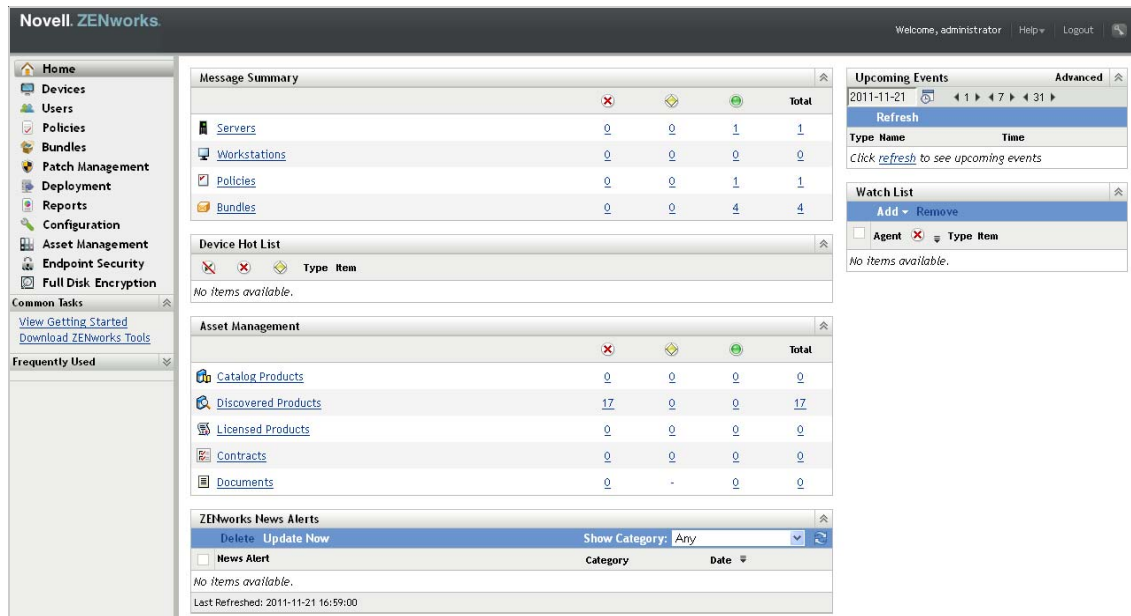 Novell. ZENworks.
Welcome, administrator Help Logout
Home
Devices
Users
Policies
Bundles
Patch Management
Deployment
Reports
Configuration
Asset Management
Endpoint Security
Full Disk Encryption
Common Tasks
View Getting Started
Download ZENworks Tools
Frequently Used
Message Summary
Total
Servers 0 0 1 1
Workstations 0 0 0 0
Policies 0 0 1 1
Bundles 0 0 4 4
Device Hot List
Type Item
No items available.
Asset Management
Total
Catalog Products 0 0 0 0
Discovered Products 17 0 0 17
Licensed Products 0 0 0 0
Contracts 0 0 0 0
Documents 0 - 0 0
ZENworks News Alerts
Delete Update Now Show Category: Any
News Alert Category Date
No items available.
Last Refreshed: 2011-11-21 16:59:00
Upcoming Events Advanced
2011-11-21 1 7 31
Refresh
Type Name Time
Click refresh to see upcoming events
Watch List
Add Remove
Agent Type Item
No items available.